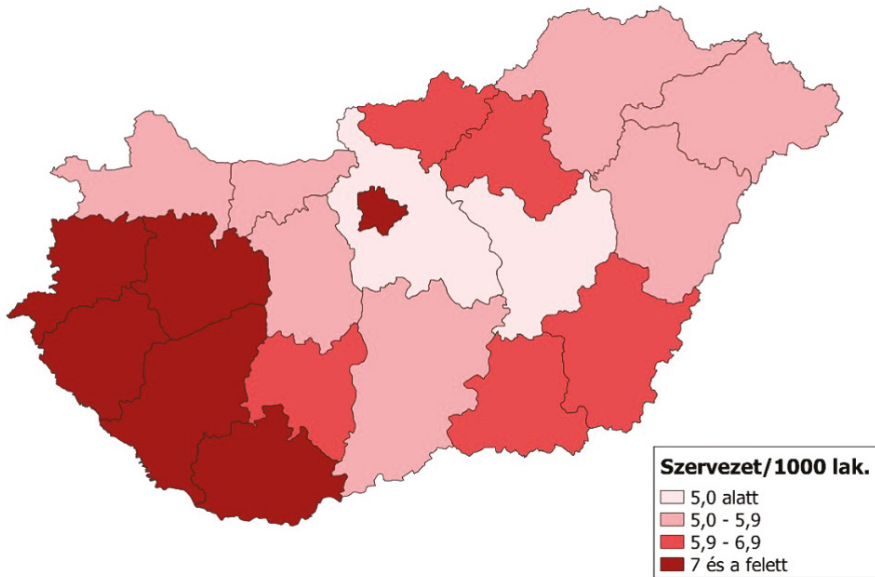 Szervezet/1000 lak.
5,0 alatt
5,0 - 5,9
5,9 - 6,9
7 és a felett